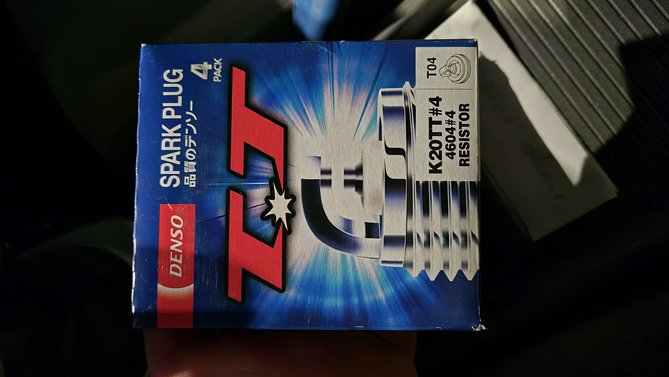 DENSO
SPARK PLUG
品質のデンソー
4
PACK
TT
K20TT#4
4604#4
RESISTOR
T04